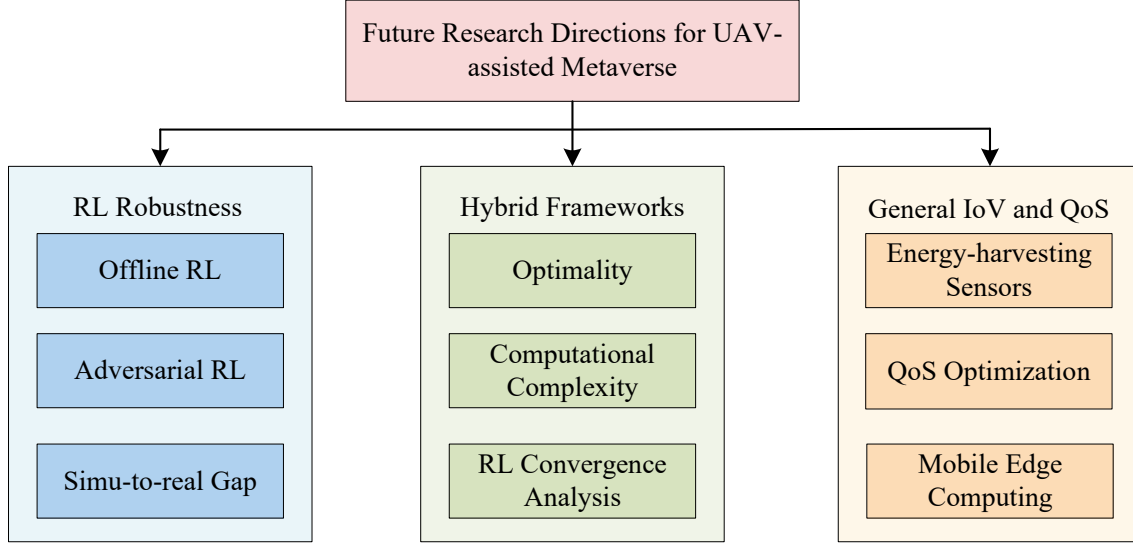 Future Research Directions for UAV-
assisted Metaverse
RL Robustness
Offline RL
Adversarial RL
Simu-to-real Gap
Hybrid Frameworks
Optimality
Computational
Complexity
RL Convergence
Analysis
General IoV and QoS
Energy-harvesting
Sensors
QoS Optimization
Mobile Edge
Computing